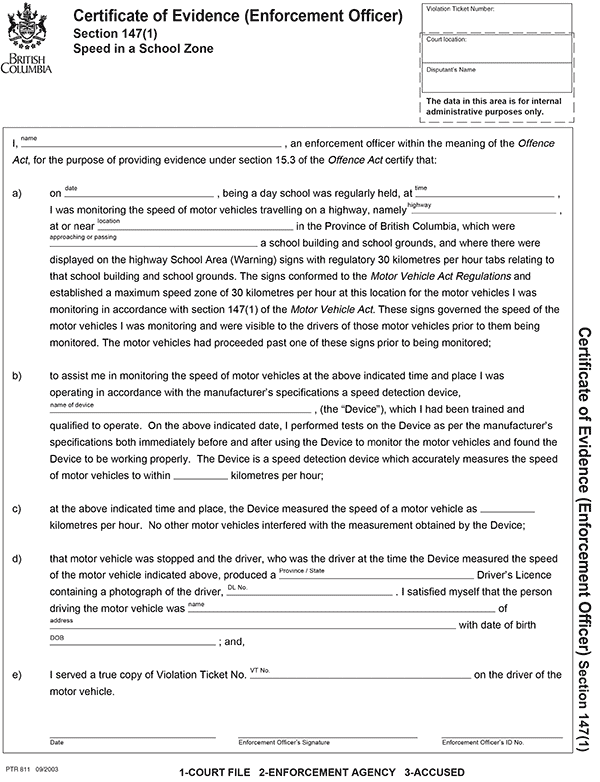 BRITISH
COLUMBIA
Certificate of Evidence (Enforcement Officer)
Section 147(1)
Speed in a School Zone
Violation Ticket Number:
Court location:
Disputant's Name
The data in this area is for internal
administrative purposes only.
I, name , an enforcement officer within the meaning of the Offence
Act, for the purpose of providing evidence under section 15.3 of the Offence Act certify that:
a) on date , being a day school was regularly held, at time ,
I was monitoring the speed of motor vehicles travelling on a highway, namely highway ,
at or near location in the Province of British Columbia, which were
approaching or passing a school building and school grounds, and where there were
displayed on the highway School Area (Warning) signs with regulatory 30 kilometres per hour tabs relating to
that school building and school grounds. The signs conformed to the Motor Vehicle Act Regulations and
established a maximum speed zone of 30 kilometres per hour at this location for the motor vehicles I was
monitoring in accordance with section 147(1) of the Motor Vehicle Act. These signs governed the speed of the
motor vehicles I was monitoring and were visible to the drivers of those motor vehicles prior to them being
monitored. The motor vehicles had proceeded past one of these signs prior to being monitored;
b) to assist me in monitoring the speed of motor vehicles at the above indicated time and place I was
operating in accordance with the manufacturer's specifications a speed detection device,
name of device , (the "Device"), which I had been trained and
qualified to operate. On the above indicated date, I performed tests on the Device as per the manufacturer's
specifications both immediately before and after using the Device to monitor the motor vehicles and found the
Device to be working properly. The Device is a speed detection device which accurately measures the speed
of motor vehicles to within kilometres per hour;
c) at the above indicated time and place, the Device measured the speed of a motor vehicle as
kilometres per hour. No other motor vehicles interfered with the measurement obtained by the Device;
d) that motor vehicle was stopped and the driver, who was the driver at the time the Device measured the speed
of the motor vehicle indicated above, produced a Province / State Driver's Licence
containing a photograph of the driver, DL No. . I satisfied myself that the person
driving the motor vehicle was name of
address with date of birth
DOB ; and,
e) I served a true copy of Violation Ticket No. VT No. on the driver of the
motor vehicle.
Date Enforcement Officer's Signature Enforcement Officer's ID No.
PTR 811 09/2003
1-COURT FILE 2-ENFORCEMENT AGENCY 3-ACCUSED
Certificate of Evidence (Enforcement Officer) Section 147(1)